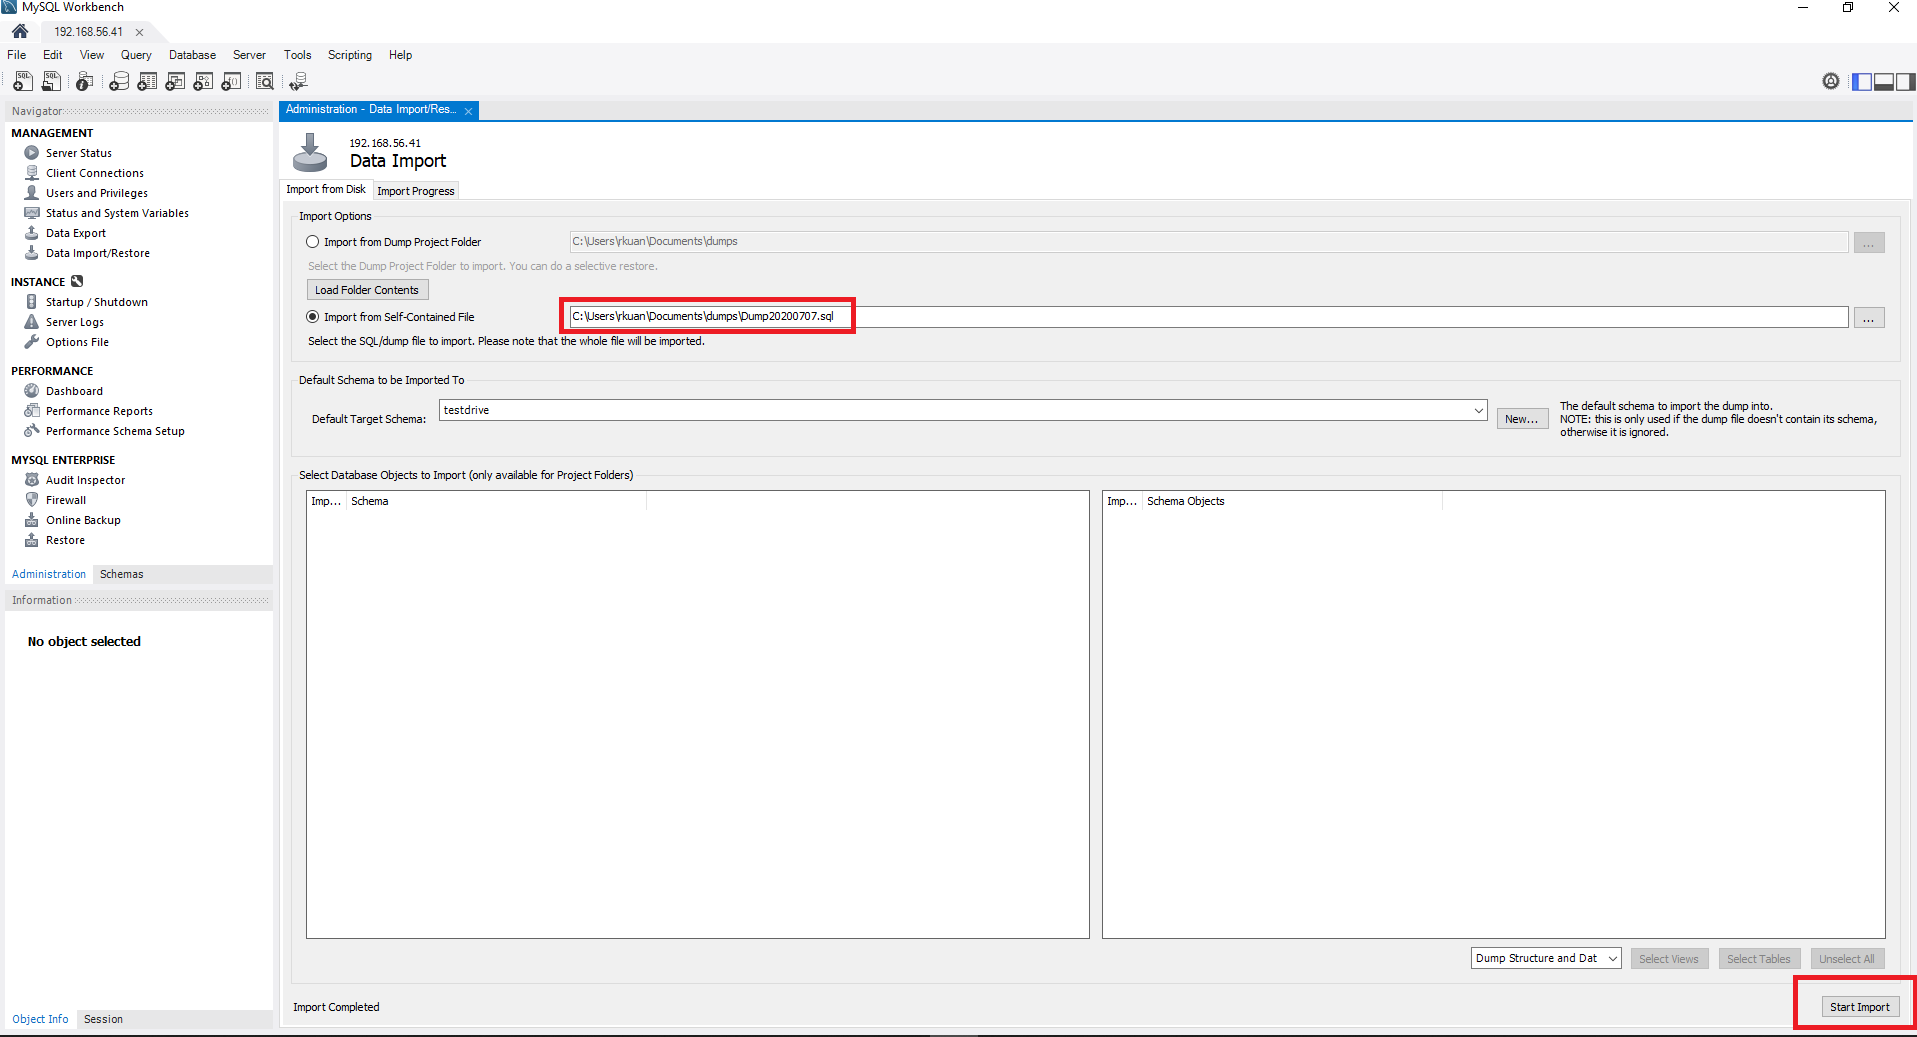 MySQL Workbench
192.168.56.41
File Edit View Query Database Server Tools Scripting Help
Navigator
MANAGEMENT
Server Status
Client Connections
Users and Privileges
Status and System Variables
Data Export
Data Import/Restore
INSTANCE
Startup / Shutdown
Server Logs
Options File
PERFORMANCE
Dashboard
Performance Reports
Performance Schema Setup
MYSQL ENTERPRISE
Audit Inspector
Firewall
Online Backup
Restore
Administration Schemas
Information
No object selected
Object Info Session
Administration - Data Import/Res...
192.168.56.41
Data Import
Import from Disk Import Progress
Import Options
Import from Dump Project Folder C:\Users\rkuan\Documents\dumps ...
Select the Dump Project Folder to import. You can do a selective restore.
Load Folder Contents
Import from Self-Contained File C:\Users\rkuan\Documents\dumps\Dump20200707.sql ...
Select the SQL/dump file to import. Please note that the whole file will be imported.
Default Schema to be Imported To
Default Target Schema: testdrive New...
The default schema to import the dump into.
NOTE: this is only used if the dump file doesn't contain its schema,
otherwise it is ignored.
Select Database Objects to Import (only available for Project Folders)
Imp... Schema
Imp... Schema Objects
Dump Structure and Dat Select Views Select Tables Unselect All
Import Completed Start Import